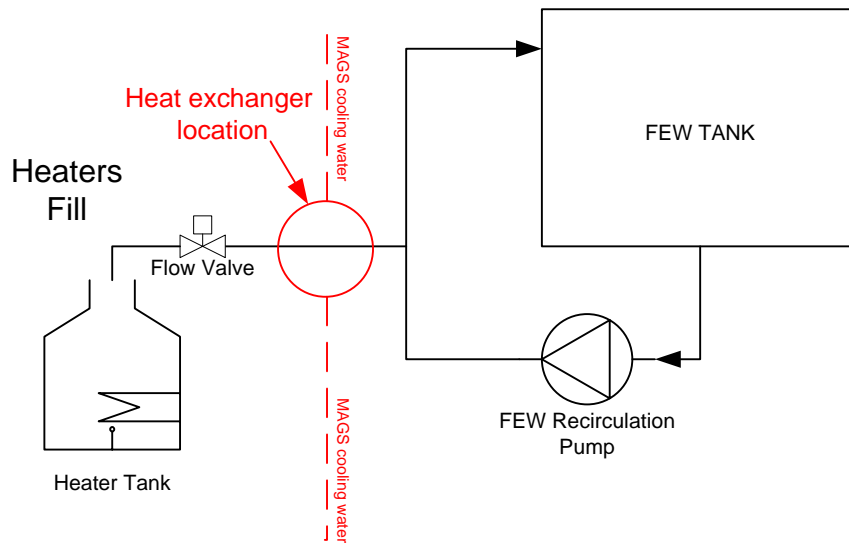 MAGS cooling water
Heat exchanger
location
FEW TANK
Heaters
Fill
Flow Valve
MAGS cooling water
FEW Recirculation
Pump
Heater Tank